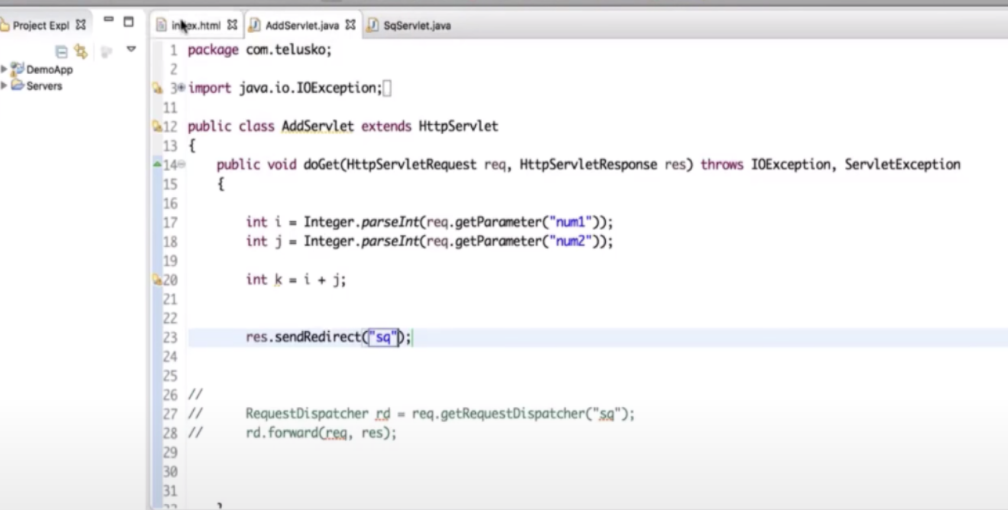 Project Expl
index.html
AddServlet.java
SqServlet.java
DemoApp
Servers
1 package com.telusko;
2
3 import java.io.IOException;
11
12 public class AddServlet extends HttpServlet
13 {
14 public void doGet(HttpServletRequest req, HttpServletResponse res) throws IOException, ServletException
15 {
16
17 int i = Integer.parseInt(req.getParameter("num1"));
18 int j = Integer.parseInt(req.getParameter("num2"));
19
20 int k = i + j;
21
22
23 res.sendRedirect("sq");
24
25
26 //
27 // RequestDispatcher rd = req.getRequestDispatcher("sq");
28 // rd.forward(req, res);
29
30
31